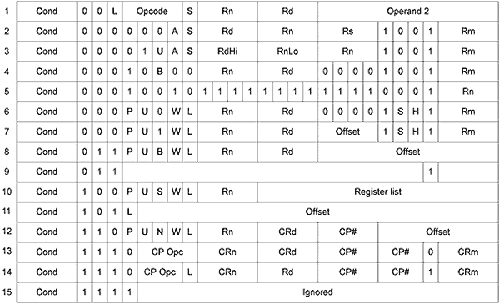 1 Cond 0 0 L Opcode S Rn Rd Operand 2
2 Cond 0 0 0 0 0 0 A S Rd Rn Rs 1 0 0 1 Rm
3 Cond 0 0 0 0 1 U A S RdHi RnLo Rn 1 0 0 1 Rm
4 Cond 0 0 0 1 0 B 0 0 Rn Rd 0 0 0 0 1 0 0 1 Rm
5 Cond 0 0 0 1 0 0 1 0 1 1 1 1 1 1 1 1 1 1 1 1 0 0 0 1 Rn
6 Cond 0 0 0 P U 0 W L Rn Rd 0 0 0 0 1 S H 1 Rm
7 Cond 0 0 0 P U 1 W L Rn Rd Offset 1 S H 1 Rm
8 Cond 0 1 1 P U B W L Rn Rd Offset
9 Cond 0 1 1 1
10 Cond 1 0 0 P U S W L Rn Register list
11 Cond 1 0 1 L Offset
12 Cond 1 1 0 P U N W L Rn CRd CP# Offset
13 Cond 1 1 1 0 CP Opc CRn CRd CP# CP# 0 CRm
14 Cond 1 1 1 0 CP Opc L CRn Rd CP# CP# 1 CRm
15 Cond 1 1 1 1 Ignored